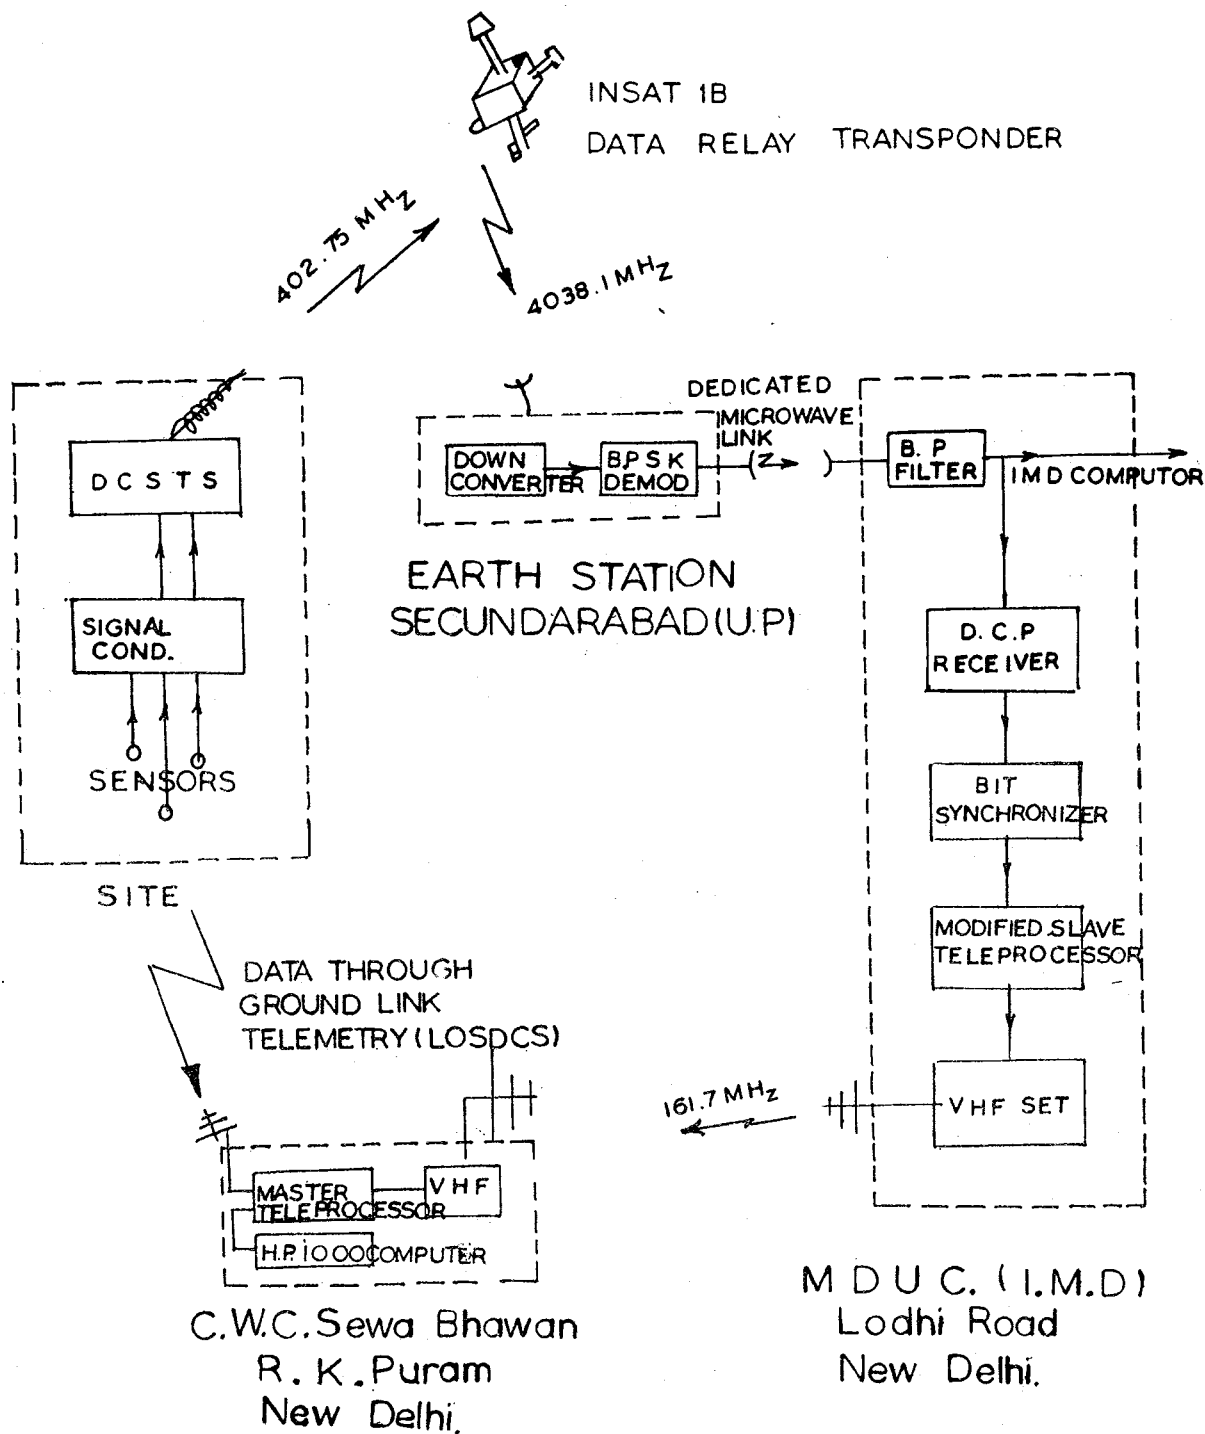 INSAT 1B
DATA RELAY TRANSPONDER
402.75 MHZ
4038.1 MHZ
DCSTS
SIGNAL
COND.
SENSORS
SITE
DOWN
CONVERTER
B.P S K
DEMOD
DEDICATED
MICROWAVE
LINK
EARTH STATION
SECUNDARABAD(U.P)
B.P
FILTER
IMD COMPUTOR
D.C.P
RECEIVER
BIT
SYNCHRONIZER
MODIFIED.SLAVE
TELEPROCESSOR
VHF SET
161.7 MHZ
DATA THROUGH
GROUND LINK
TELEMETRY(LOSDCS)
MASTER
TELEPROCESSOR
VHF
H.P.1000COMPUTER
C.W.C.Sewa Bhawan
R.K.Puram
New Delhi.
MDUC.(I.M.D)
Lodhi Road
New Delhi.